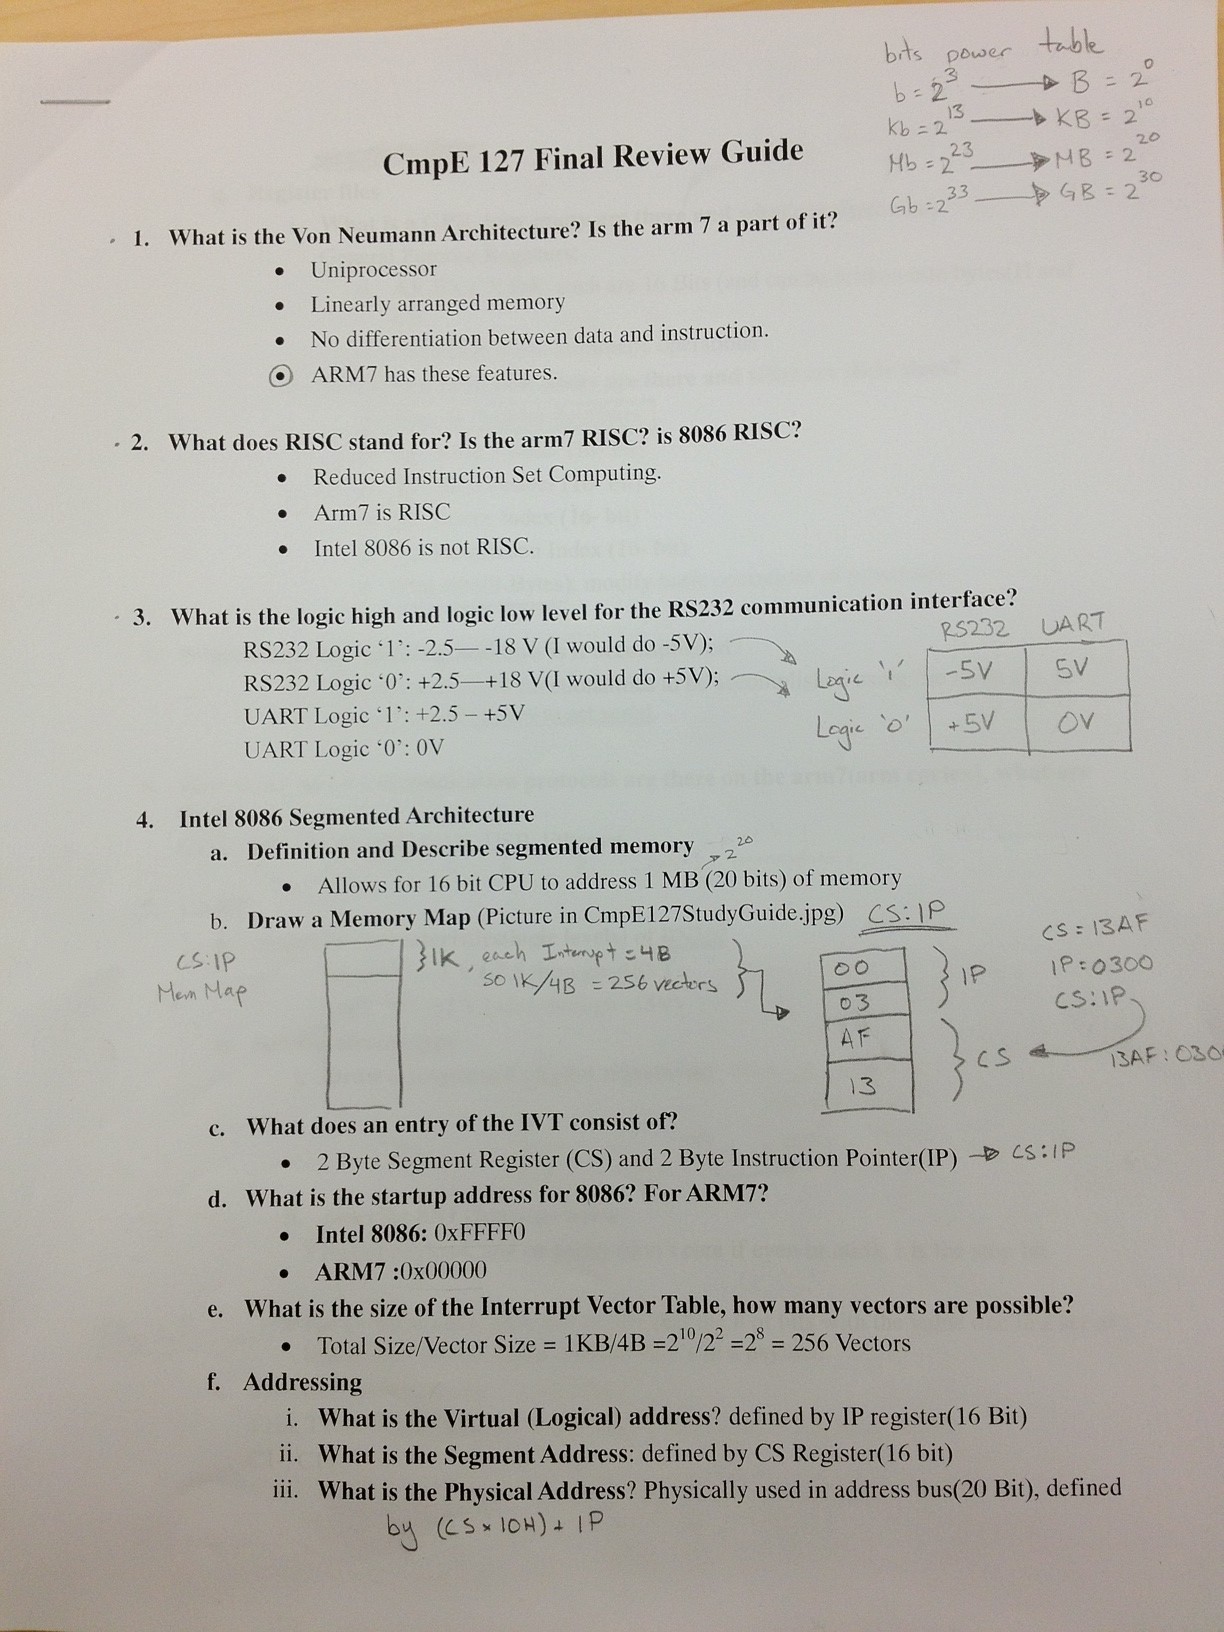 bits power table
b = 2^3 → B = 2^0
Kb = 2^13 → KB = 2^10
Mb = 2^23 → MB = 2^20
Gb = 2^33 → GB = 2^30
CmpE 127 Final Review Guide
1. What is the Von Neumann Architecture? Is the arm 7 a part of it?
• Uniprocessor
• Linearly arranged memory
• No differentiation between data and instruction.
• ARM7 has these features.
2. What does RISC stand for? Is the arm7 RISC? is 8086 RISC?
• Reduced Instruction Set Computing.
• Arm7 is RISC
• Intel 8086 is not RISC.
3. What is the logic high and logic low level for the RS232 communication interface?
RS232 Logic ‘1’: -2.5— -18 V (I would do -5V);
RS232 Logic ‘0’: +2.5—+18 V(I would do +5V);
UART Logic ‘1’: +2.5 – +5V
UART Logic ‘0’: 0V
RS232 UART
Logic '1' -5V 5V
Logic '0' +5V 0V
4. Intel 8086 Segmented Architecture
a. Definition and Describe segmented memory → 2^20
• Allows for 16 bit CPU to address 1 MB (20 bits) of memory
b. Draw a Memory Map (Picture in CmpE127StudyGuide.jpg) CS:IP
CS:IP
Mem Map
}1K, each Interrupt = 4B
so 1K/4B = 256 vectors
00
03
} IP
AF
13
} CS
CS = 13AF
IP = 0300
CS:IP
13AF:030
c. What does an entry of the IVT consist of?
• 2 Byte Segment Register (CS) and 2 Byte Instruction Pointer(IP) → CS:IP
d. What is the startup address for 8086? For ARM7?
• Intel 8086: 0xFFFF0
• ARM7 :0x00000
e. What is the size of the Interrupt Vector Table, how many vectors are possible?
• Total Size/Vector Size = 1KB/4B =2^10/2^2 =2^8 = 256 Vectors
f. Addressing
i. What is the Virtual (Logical) address? defined by IP register(16 Bit)
ii. What is the Segment Address: defined by CS Register(16 bit)
iii. What is the Physical Address? Physically used in address bus(20 Bit), defined
by (CS x 10H) + IP